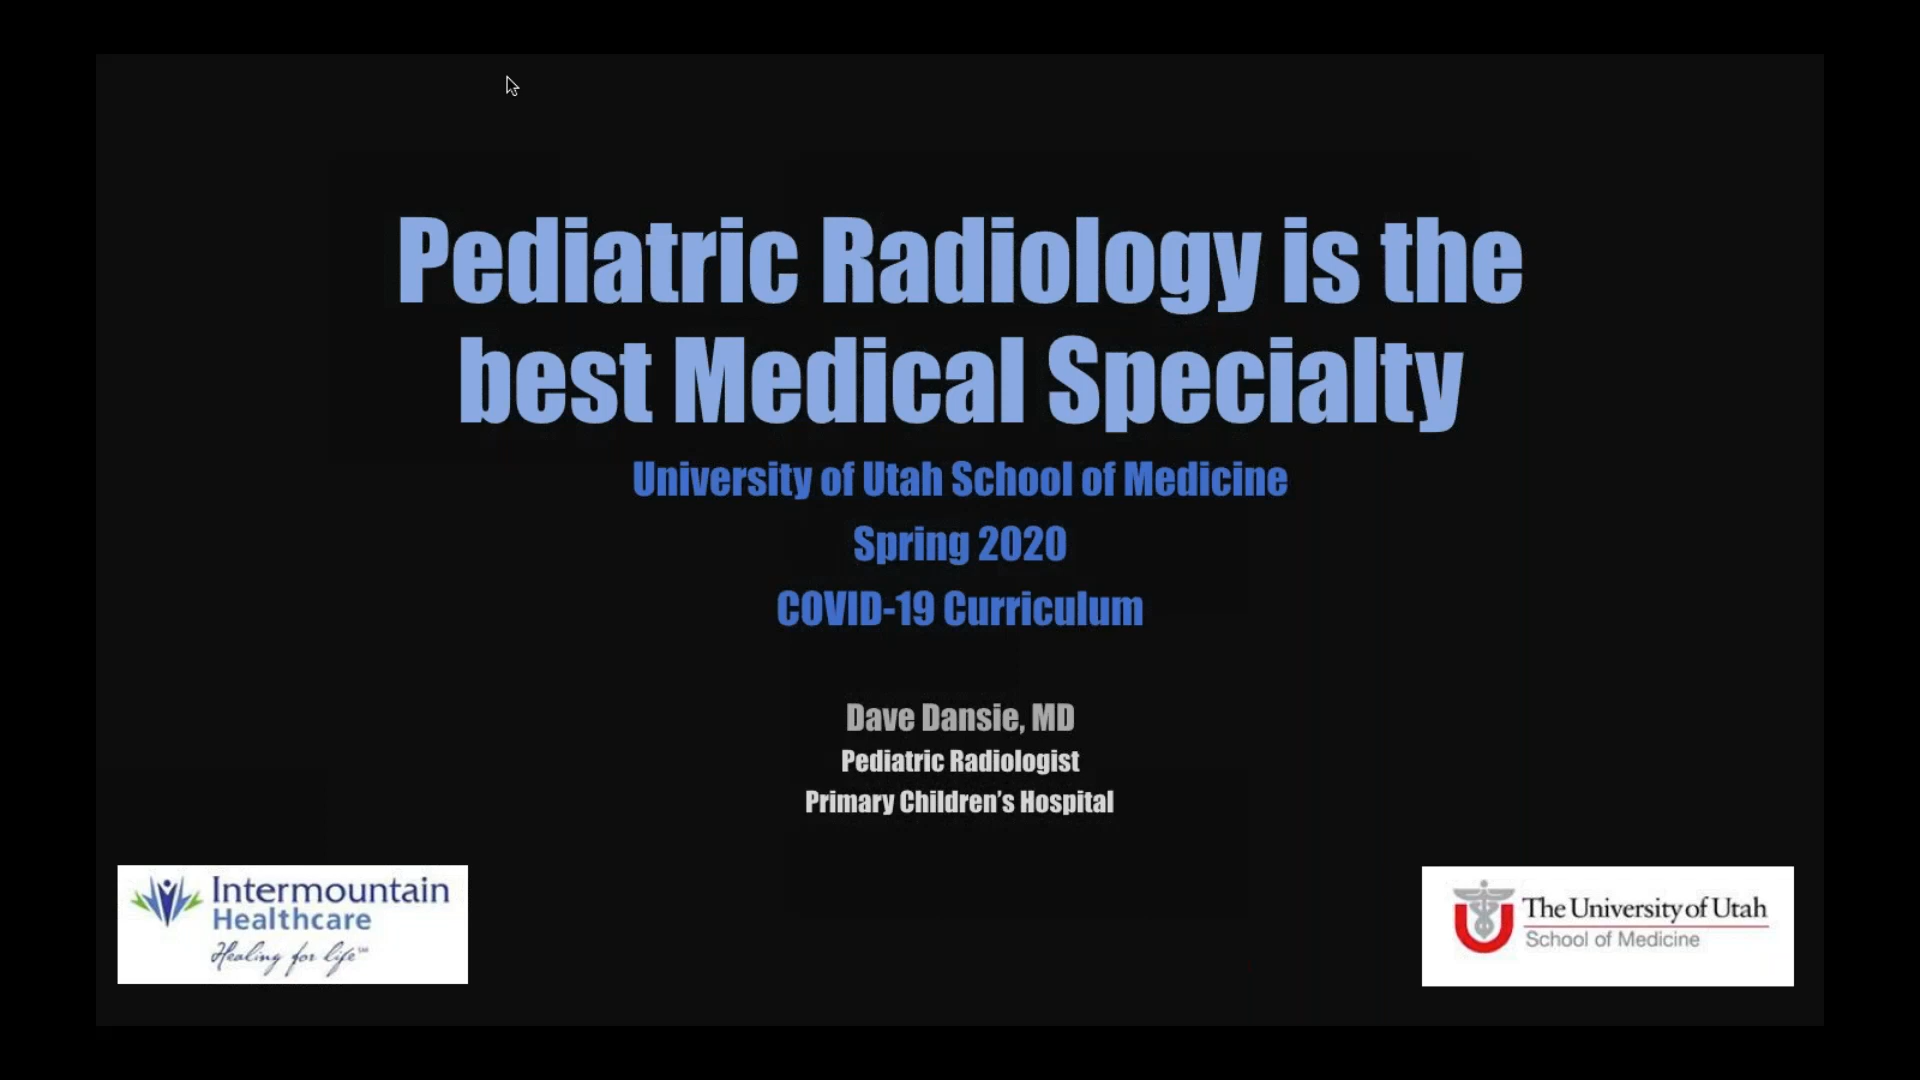 Pediatric Radiology is the
best Medical Specialty
University of Utah School of Medicine
Spring 2020
COVID-19 Curriculum
Dave Dansie, MD
Pediatric Radiologist
Primary Children's Hospital
Intermountain
Healthcare
Healing for life℠
The University of Utah
School of Medicine